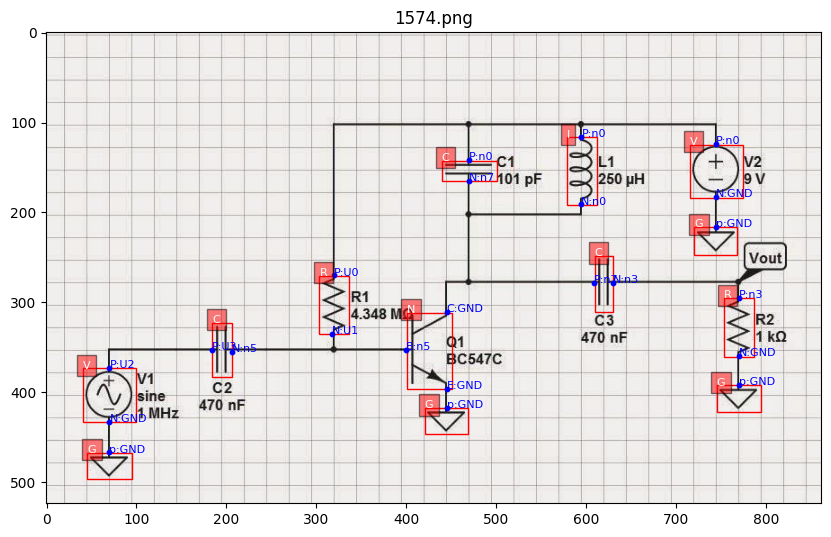 1574.png
0
100
200
300
400
500
0
100
200
300
400
500
600
700
800
C
P:n0
N:n7
C1
101 pF
I
P:n0
N:n0
L1
250 µH
V
P:n0
N:GND
V2
9 V
G
p:GND
Vout
R
P:U0
N:U1
R1
4.348 MΩ
N
C:GND
B:n5
E:GND
Q1
BC547C
G
p:GND
C
N:n3
C3
470 nF
R
P:n3
N:GND
R2
1 kΩ
G
p:GND
C
N:n5
C2
470 nF
V
P:U2
N:GND
V1
sine
1 MHz
G
p:GND